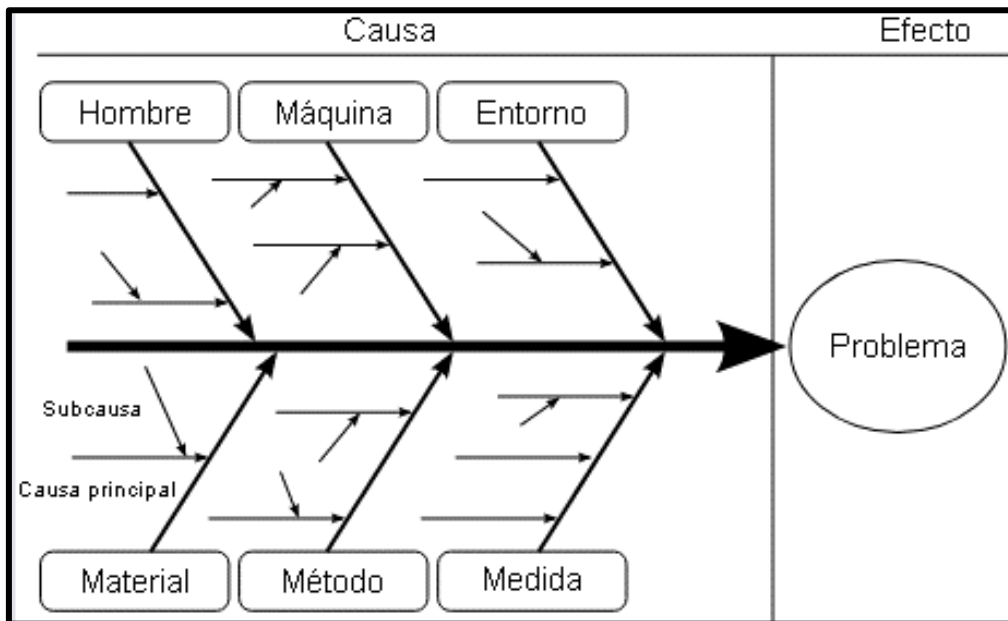 Causa
Efecto
Hombre
Máquina
Entorno
Problema
Subcausa
Causa principal
Material
Método
Medida